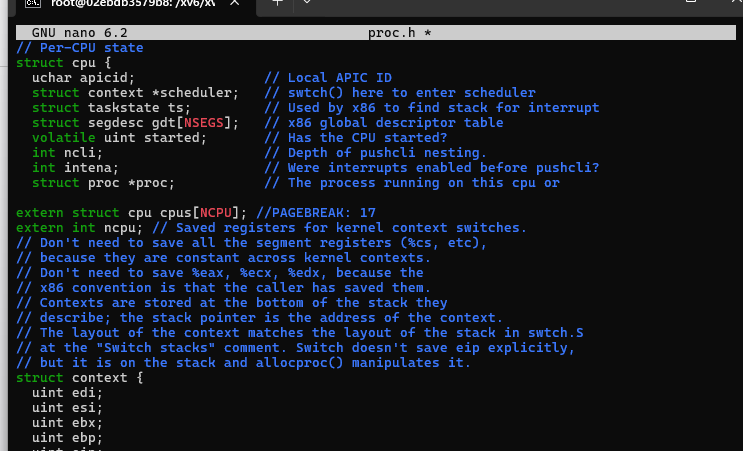 root@02ebdb3579b8: /xv6/xv
GNU nano 6.2 proc.h *
// Per-CPU state
struct cpu {
  uchar apicid;                // Local APIC ID
  struct context *scheduler;   // swtch() here to enter scheduler
  struct taskstate ts;         // Used by x86 to find stack for interrupt
  struct segdesc gdt[NSEGS];   // x86 global descriptor table
  volatile uint started;       // Has the CPU started?
  int ncli;                    // Depth of pushcli nesting.
  int intena;                  // Were interrupts enabled before pushcli?
  struct proc *proc;           // The process running on this cpu or
extern struct cpu cpus[NCPU]; //PAGEBREAK: 17
extern int ncpu; // Saved registers for kernel context switches.
// Don't need to save all the segment registers (%cs, etc),
// because they are constant across kernel contexts.
// Don't need to save %eax, %ecx, %edx, because the
// x86 convention is that the caller has saved them.
// Contexts are stored at the bottom of the stack they
// describe; the stack pointer is the address of the context.
// The layout of the context matches the layout of the stack in swtch.S
// at the "Switch stacks" comment. Switch doesn't save eip explicitly,
// but it is on the stack and allocproc() manipulates it.
struct context {
  uint edi;
  uint esi;
  uint ebx;
  uint ebp;